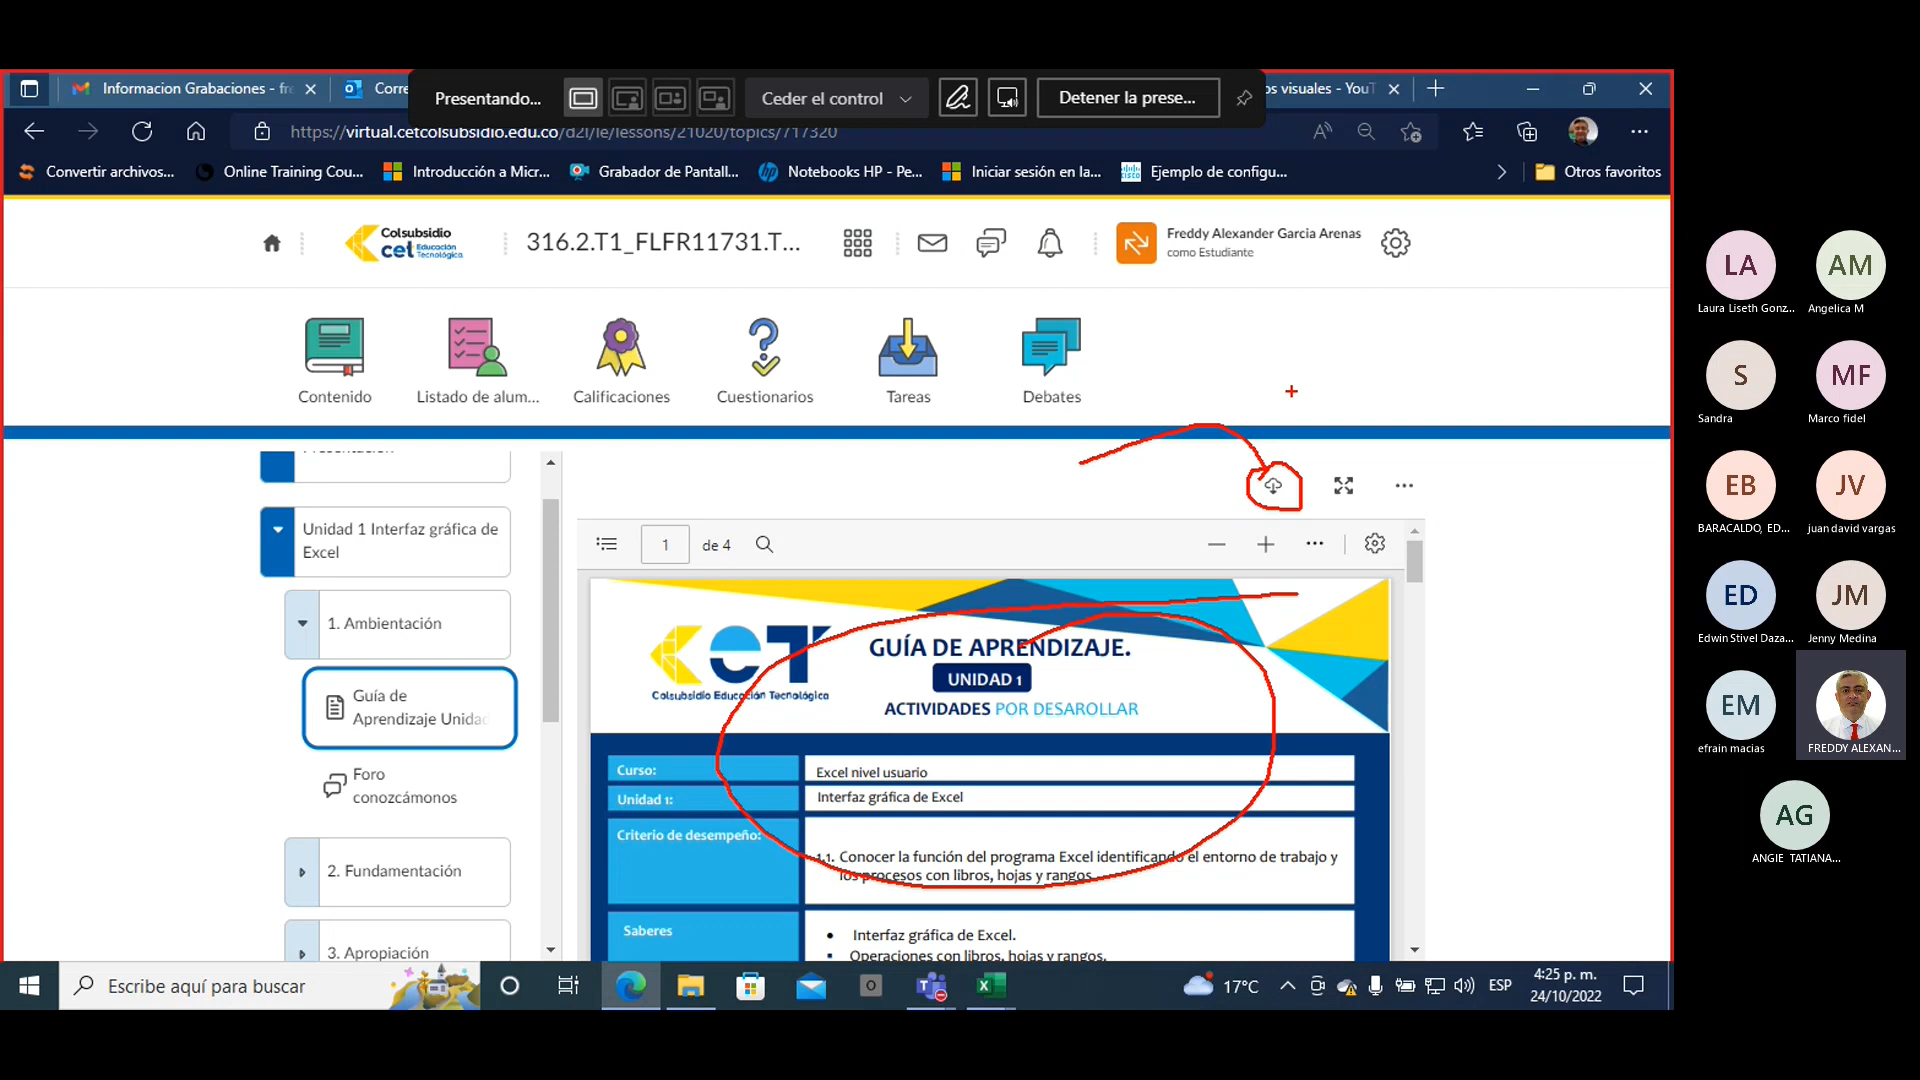 Informacion Grabaciones - fr
Corre
Presentando...
Ceder el control
Detener la prese...
os visuales - YouT
https://virtual.cetcolsubsidio.edu.co/d2l/le/lessons/21020/topics/717320
Convertir archivos...
Online Training Cou...
Introducción a Micr...
Grabador de Pantall...
Notebooks HP - Pe...
Iniciar sesión en la...
Ejemplo de configu...
Otros favoritos
Colsubsidio
cet Educación
Tecnológica
316.2.T1_FLFR11731.T...
Freddy Alexander Garcia Arenas
como Estudiante
Contenido
Listado de alum...
Calificaciones
Cuestionarios
Tareas
Debates
Presentación
Unidad 1 Interfaz gráfica de
Excel
1. Ambientación
Guía de
Aprendizaje Unidad
Foro
conozcámonos
2. Fundamentación
3. Apropiación
1 de 4
CET
Colsubsidio Educación Tecnológica
GUÍA DE APRENDIZAJE.
UNIDAD 1
ACTIVIDADES POR DESAROLLAR
Curso:
Excel nivel usuario
Unidad 1:
Interfaz gráfica de Excel
Criterio de desempeño:
1.1. Conocer la función del programa Excel identificando el entorno de trabajo y
los procesos con libros, hojas y rangos.
Saberes
• Interfaz gráfica de Excel.
• Operaciones con libros, hojas y rangos.
Escribe aquí para buscar
17°C
ESP
4:25 p. m.
24/10/2022
LA
Laura Liseth Gonz...
AM
Angelica M
S
Sandra
MF
Marco fidel
EB
BARACALDO, ED...
JV
juan david vargas
ED
Edwin Stivel Daza...
JM
Jenny Medina
EM
efrain macias
FREDDY ALEXAN...
AG
ANGIE TATIANA...